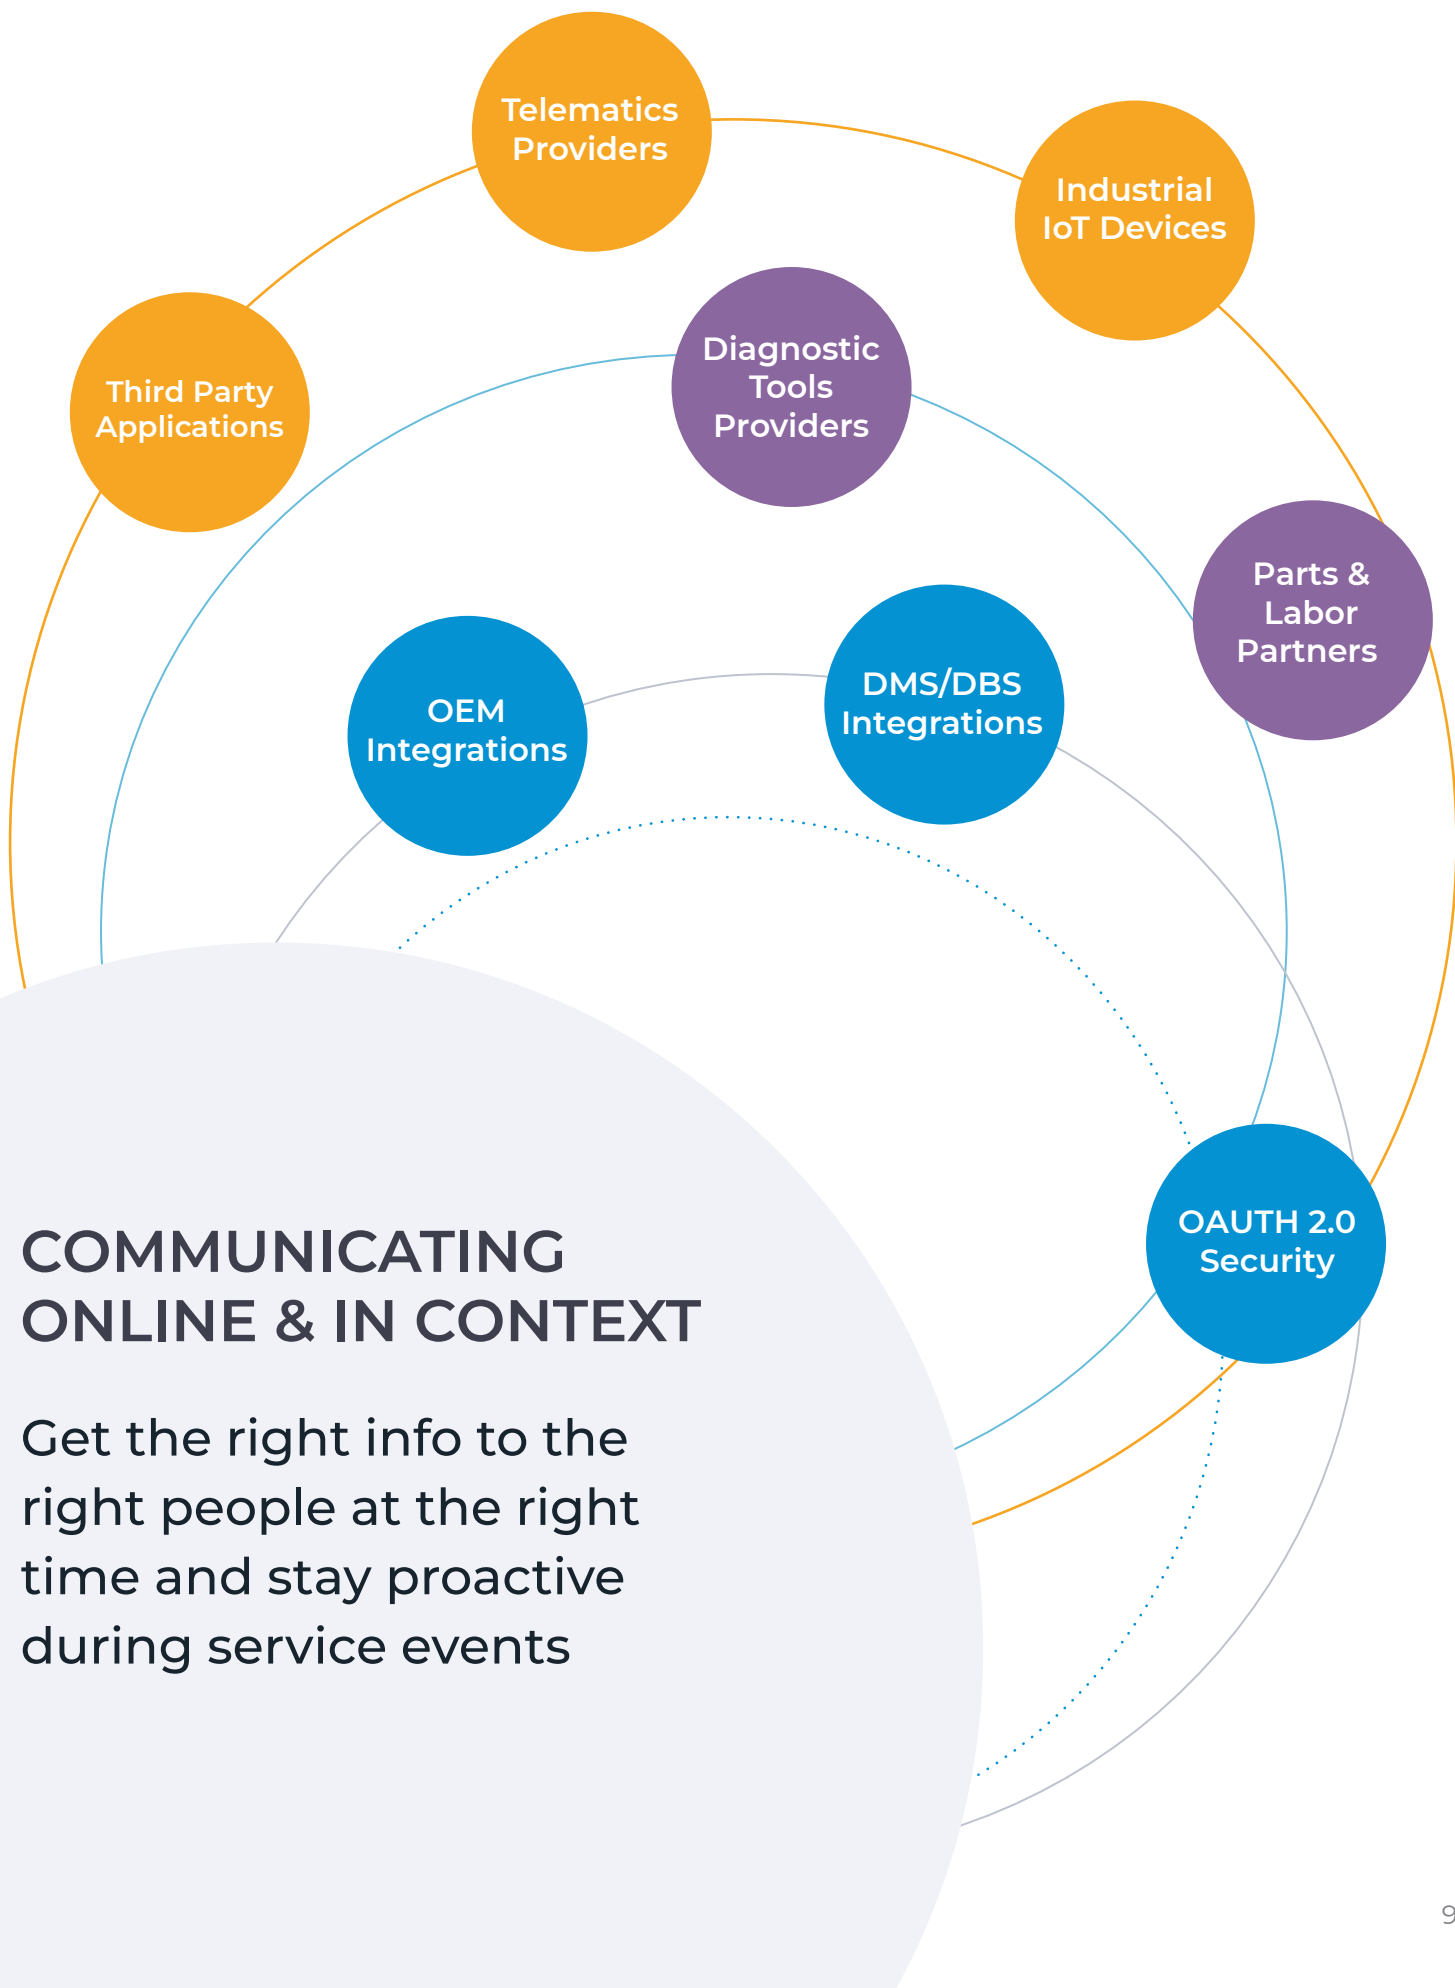 Telematics
Providers
Industrial
IoT Devices
Third Party
Applications
Diagnostic
Tools
Providers
Parts &
Labor
Partners
OEM
Integrations
DMS/DBS
Integrations
OAUTH 2.0
Security
COMMUNICATING
ONLINE & IN CONTEXT
Get the right info to the
right people at the right
time and stay proactive
during service events
9